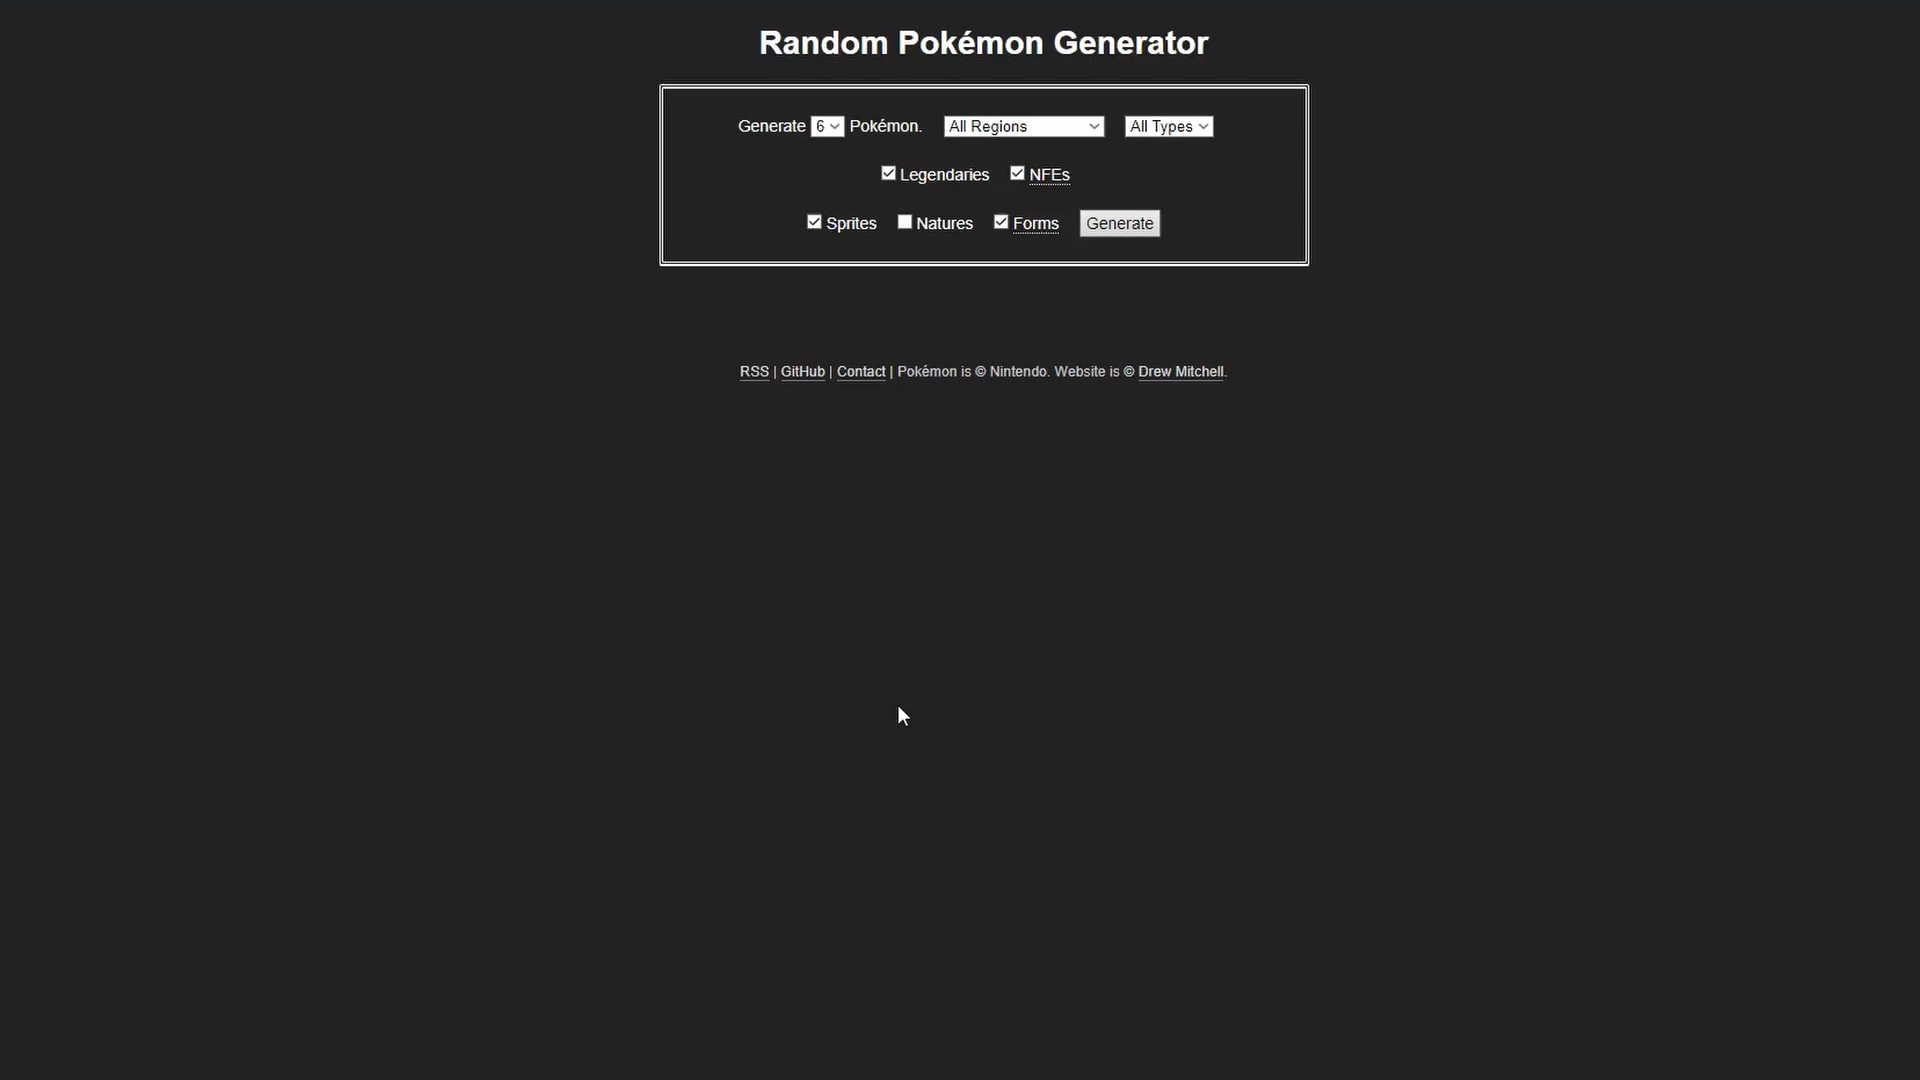 Random Pokémon Generator
Generate 6 Pokémon. All Regions All Types
Legendaries NFEs
Sprites Natures Forms Generate
RSS | GitHub | Contact | Pokémon is © Nintendo. Website is © Drew Mitchell.